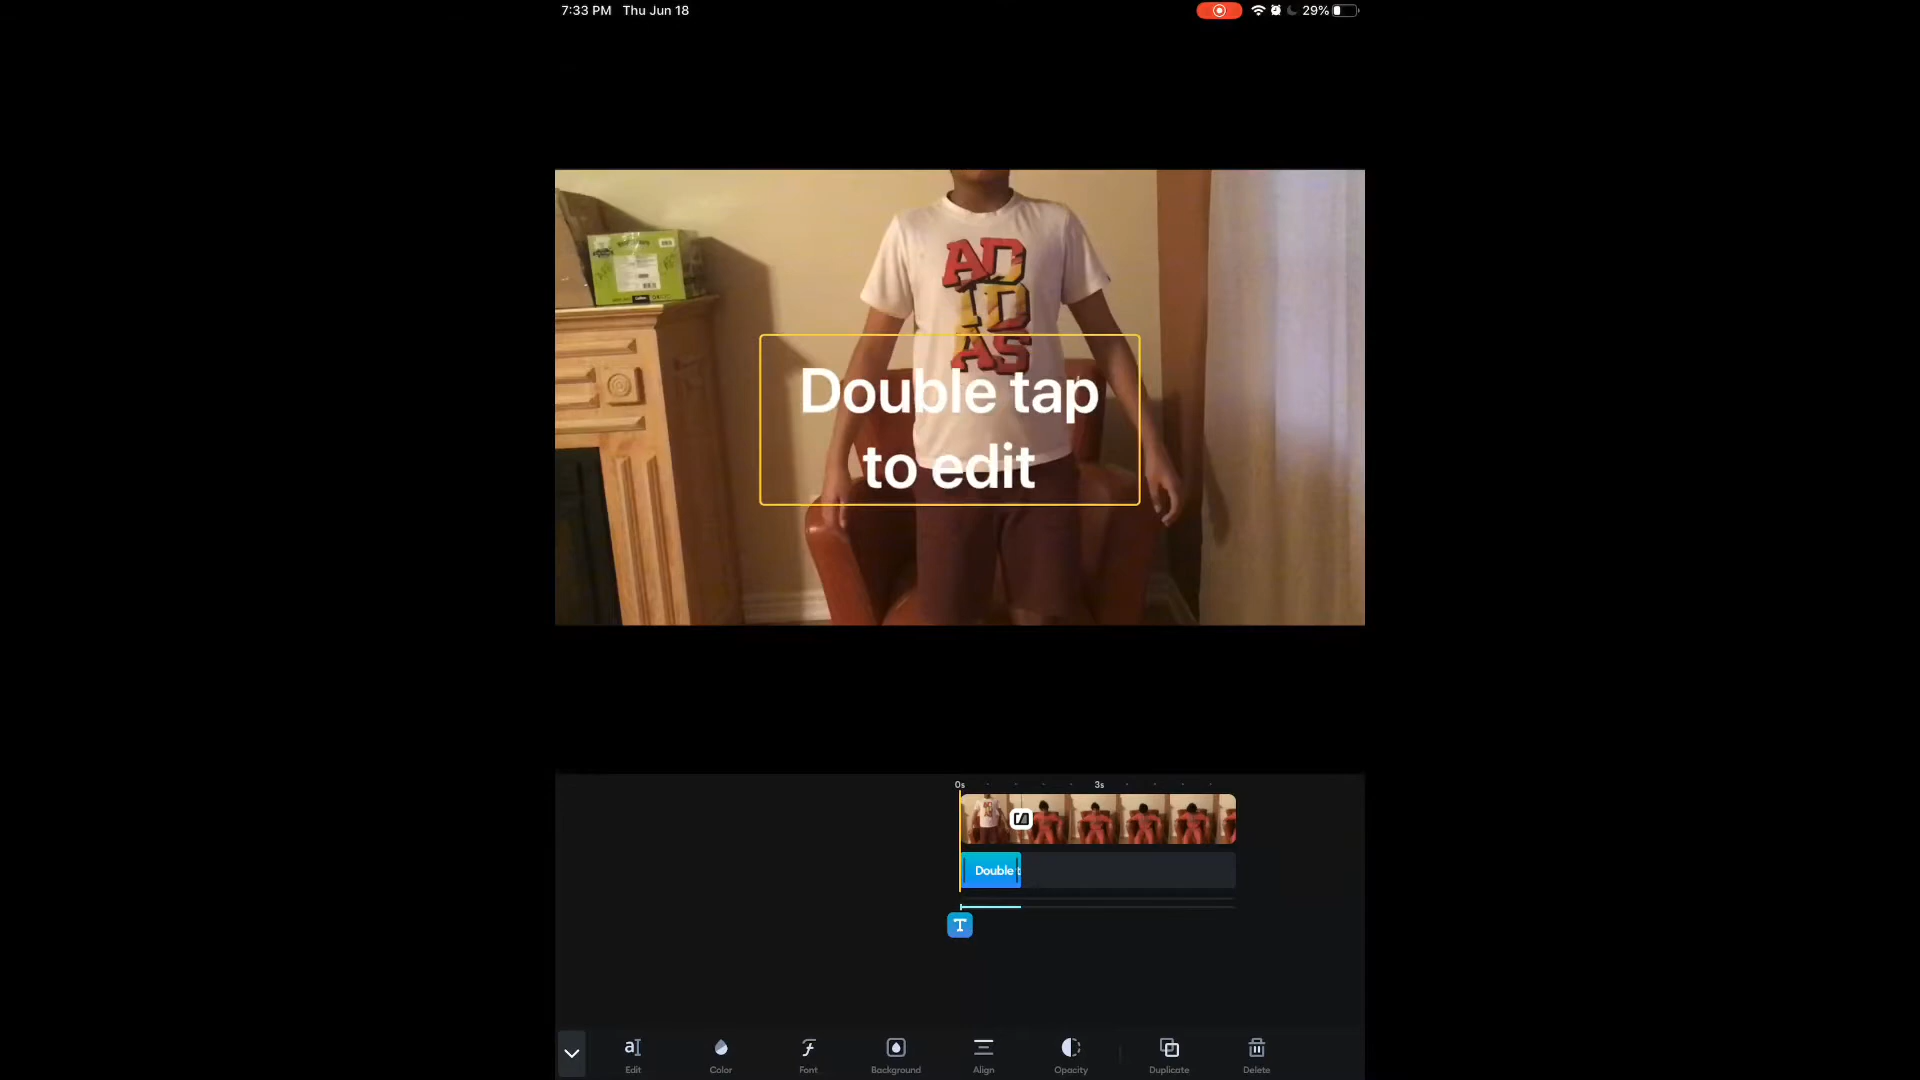 7:33 PM Thu Jun 18
29%
AD
ID
AS
Double tap
to edit
0s 3s
Double t
T
Edit Color Font Background Align Opacity Duplicate Delete